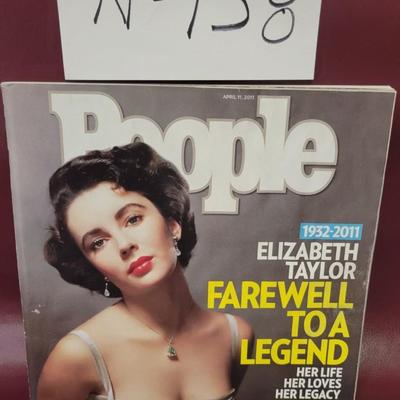 N-138
APRIL 11, 2011
People
1932-2011
ELIZABETH
TAYLOR
FAREWELL
TO A
LEGEND
HER LIFE
HER LOVES
HER LEGACY